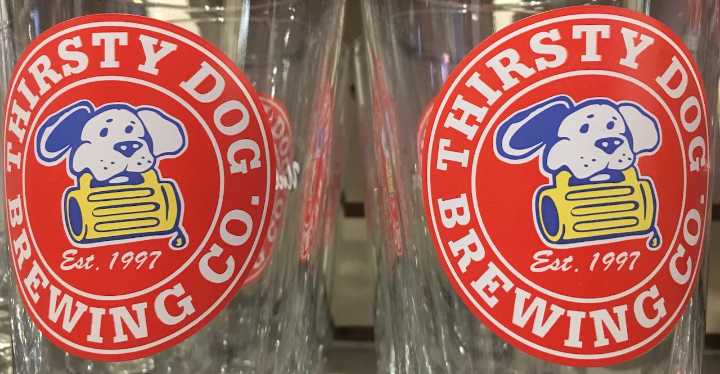 THIRSTY DOG
BREWING CO.
Est. 1997
THIRSTY DOG
BREWING CO.
Est. 1997